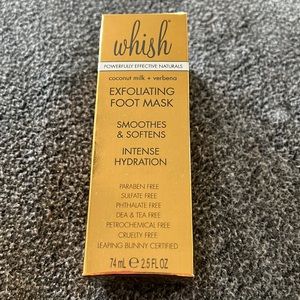 whish
POWERFULLY EFFECTIVE NATURALS
coconut milk + verbena
EXFOLIATING
FOOT MASK
SMOOTHES
& SOFTENS
INTENSE
HYDRATION
PARABEN FREE
SULFATE FREE
PHTHALATE FREE
DEA & TEA FREE
PETROCHEMICAL FREE
CRUELTY FREE
LEAPING BUNNY CERTIFIED
74 mL ℮ 2.5 FL OZ